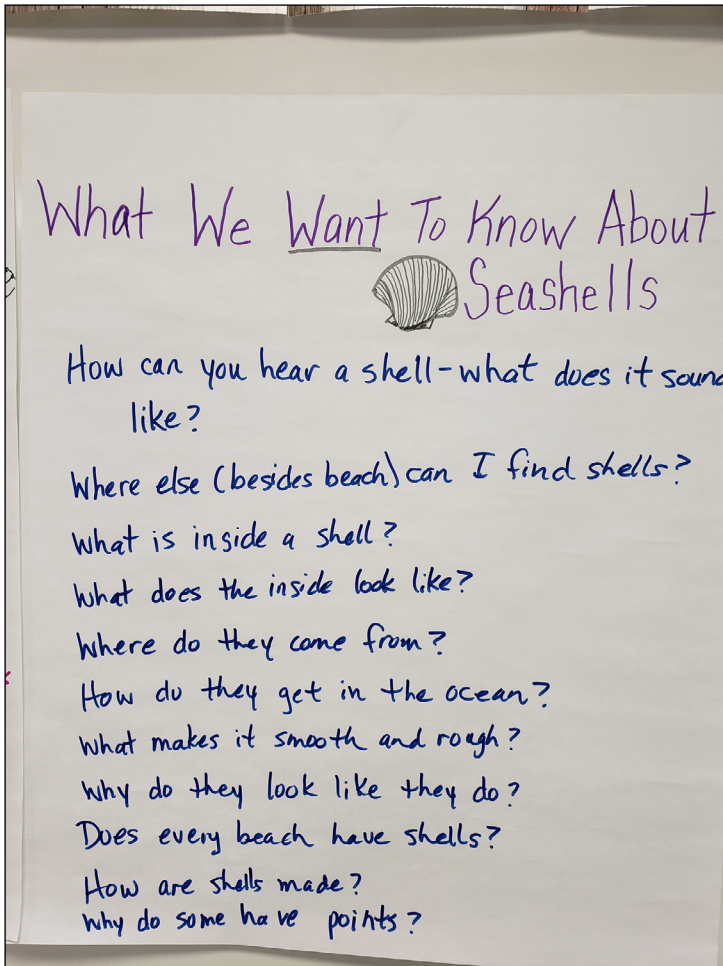 What We Want To Know About
Seashells
How can you hear a shell-what does it sound
like?
Where else (besides beach) can I find shells?
What is inside a shell?
What does the inside look like?
Where do they come from?
How do they get in the ocean?
What makes it smooth and rough?
Why do they look like they do?
Does every beach have shells?
How are shells made?
Why do some have points?